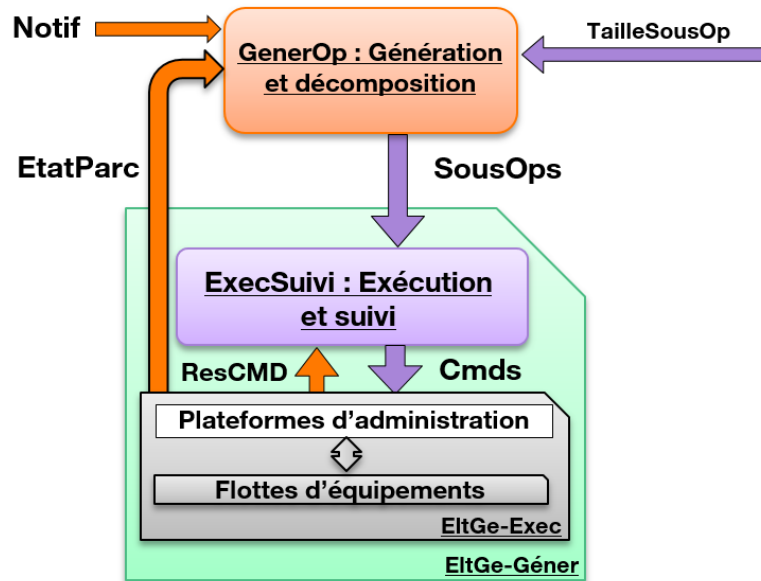 Notif
GenerOp : Génération
et décomposition
TailleSousOp
EtatParc
SousOps
ExecSuivi : Exécution
et suivi
ResCMD
Cmds
Plateformes d’administration
Flottes d’équipements
EltGe-Exec
EltGe-Géner